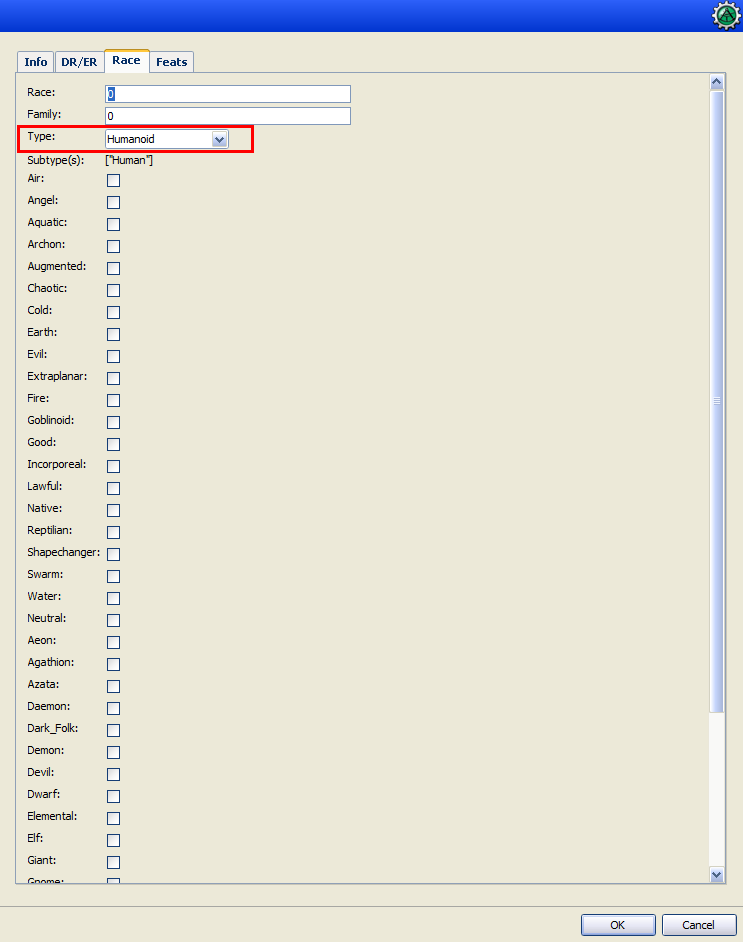 Info DR/ER Race Feats
Race: 0
Family: 0
Type: Humanoid
Subtype(s): ["Human"]
Air:
Angel:
Aquatic:
Archon:
Augmented:
Chaotic:
Cold:
Earth:
Evil:
Extraplanar:
Fire:
Goblinoid:
Good:
Incorporeal:
Lawful:
Native:
Reptilian:
Shapechanger:
Swarm:
Water:
Neutral:
Aeon:
Agathion:
Azata:
Daemon:
Dark_Folk:
Demon:
Devil:
Dwarf:
Elemental:
Elf:
Giant:
Gnome:
OK Cancel